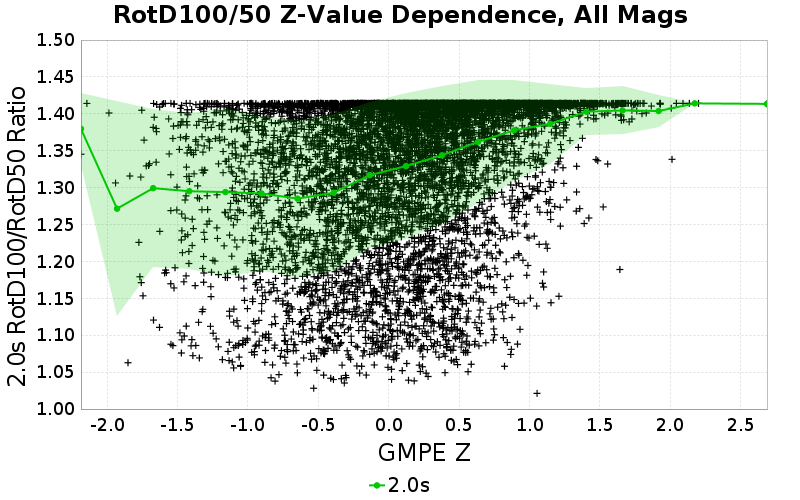 RotD100/50 Z-Value Dependence, All Mags
2.0s RotD100/RotD50 Ratio
1.50
1.45
1.40
1.35
1.30
1.25
1.20
1.15
1.10
1.05
1.00
-2.0 -1.5 -1.0 -0.5 0.0 0.5 1.0 1.5 2.0 2.5
GMPE Z
2.0s